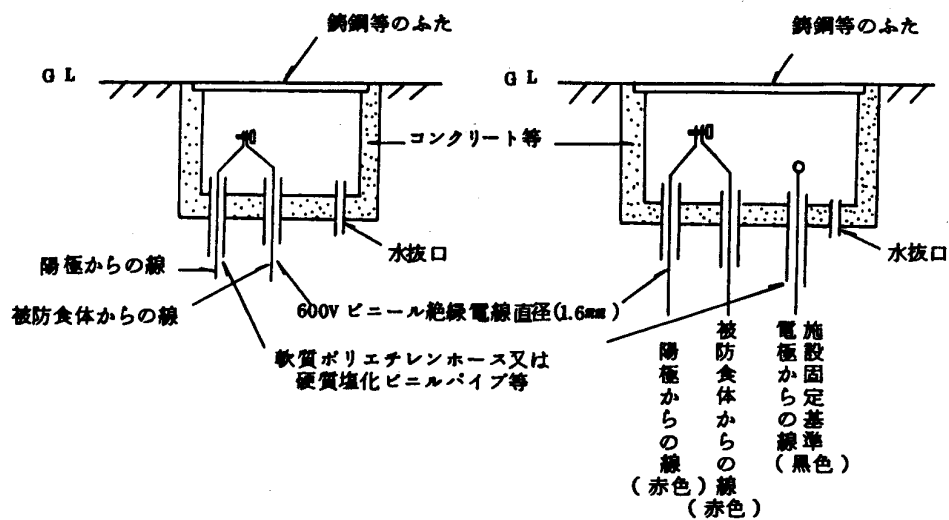 鋳鋼等のふた
鋳鋼等のふた
GL
GL
コンクリート等
陽極からの線
水抜口
水抜口
被防食体からの線
600V ビニール絶縁電線直径(1.6mm)
軟質ポリエチレンホース又は
硬質塩化ビニルパイプ等
陽極からの線(赤色)
被防食体からの線(赤色)
施設固定基準
電極からの線(黒色)